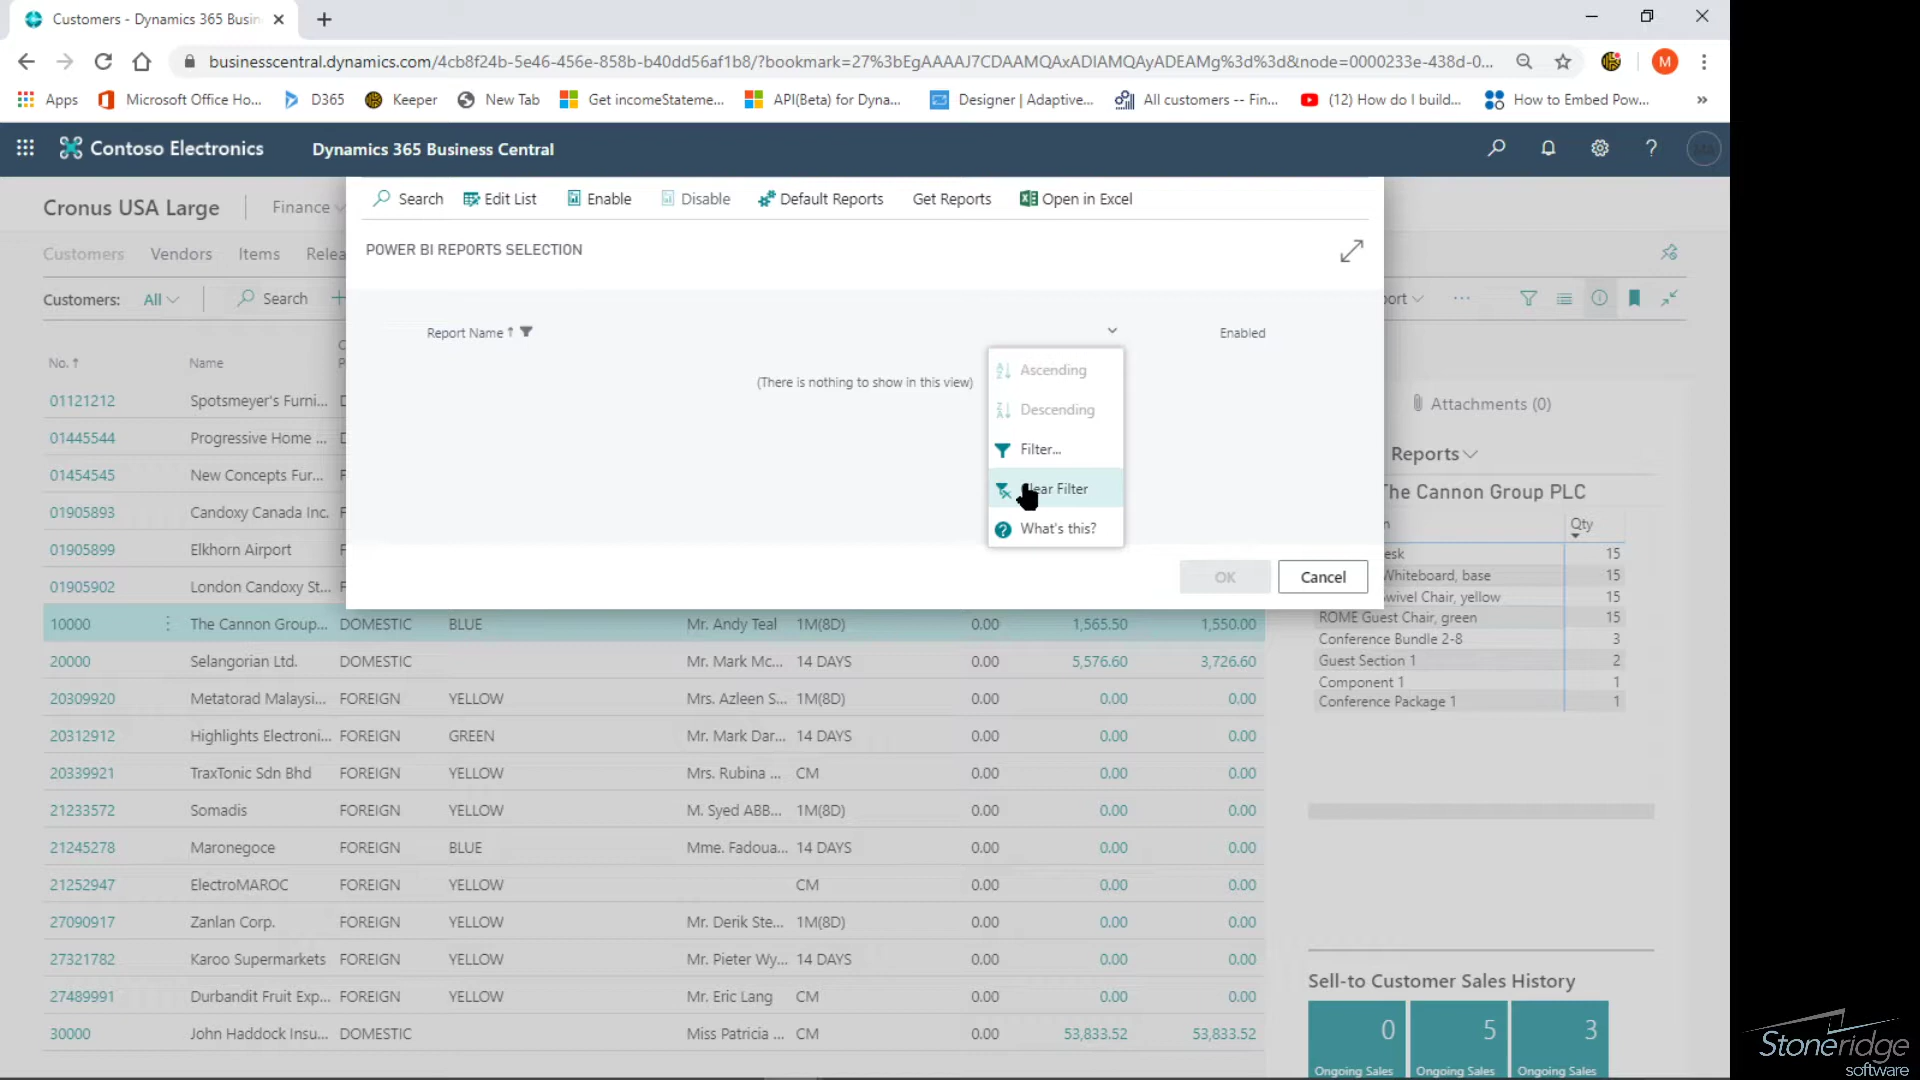 Customers - Dynamics 365 Busin
businesscentral.dynamics.com/4cb8f24b-5e46-456e-858b-b40dd56af1b8/?bookmark=27%3bEgAAAAJ7CDAAMQAxADIAMQAyADEAMg%3d%3d&node=0000233e-438d-0...
M
Apps Microsoft Office Ho... D365 Keeper New Tab Get incomeStateme... API(Beta) for Dyna... Designer | Adaptive... All customers -- Fin... (12) How do I build... How to Embed Pow... »
Contoso Electronics Dynamics 365 Business Central
Cronus USA Large Finance
Search Edit List Enable Disable Default Reports Get Reports Open in Excel
POWER BI REPORTS SELECTION
Customers Vendors Items Relea
Customers: All Search + port ...
Report Name ↑ Enabled
(There is nothing to show in this view)
Ascending
Descending
Filter...
Clear Filter
What's this?
OK Cancel
No. ↑ Name
01121212 Spotsmeyer's Furni...
01445544 Progressive Home ...
01454545 New Concepts Fur...
01905893 Candoxy Canada Inc.
01905899 Elkhorn Airport
01905902 London Candoxy St...
10000 The Cannon Group... DOMESTIC BLUE Mr. Andy Teal 1M(8D) 0.00 1,565.50 1,550.00
20000 Selangorian Ltd. DOMESTIC Mr. Mark Mc... 14 DAYS 0.00 5,576.60 3,726.60
20309920 Metatorad Malaysi... FOREIGN YELLOW Mrs. Azleen S... 1M(8D) 0.00 0.00 0.00
20312912 Highlights Electroni... FOREIGN GREEN Mr. Mark Dar... 14 DAYS 0.00 0.00 0.00
20339921 TraxTonic Sdn Bhd FOREIGN YELLOW Mrs. Rubina ... CM 0.00 0.00 0.00
21233572 Somadis FOREIGN YELLOW M. Syed ABB... 1M(8D) 0.00 0.00 0.00
21245278 Maronegoce FOREIGN BLUE Mme. Fadoua... 14 DAYS 0.00 0.00 0.00
21252947 ElectroMAROC FOREIGN YELLOW CM 0.00 0.00 0.00
27090917 Zanlan Corp. FOREIGN YELLOW Mr. Derik Ste... 1M(8D) 0.00 0.00 0.00
27321782 Karoo Supermarkets FOREIGN YELLOW Mr. Pieter Wy... 14 DAYS 0.00 0.00 0.00
27489991 Durbandit Fruit Exp... FOREIGN YELLOW Mr. Eric Lang CM 0.00 0.00 0.00
30000 John Haddock Insu... DOMESTIC Miss Patricia ... CM 0.00 53,833.52 53,833.52
Attachments (0)
Reports
The Cannon Group PLC
n Qty
esk 15
Whiteboard, base 15
wivel Chair, yellow 15
ROME Guest Chair, green 15
Conference Bundle 2-8 3
Guest Section 1 2
Component 1 1
Conference Package 1 1
Sell-to Customer Sales History
0 5 3
Ongoing Sales Ongoing Sales Ongoing Sales
Stoneridge
software